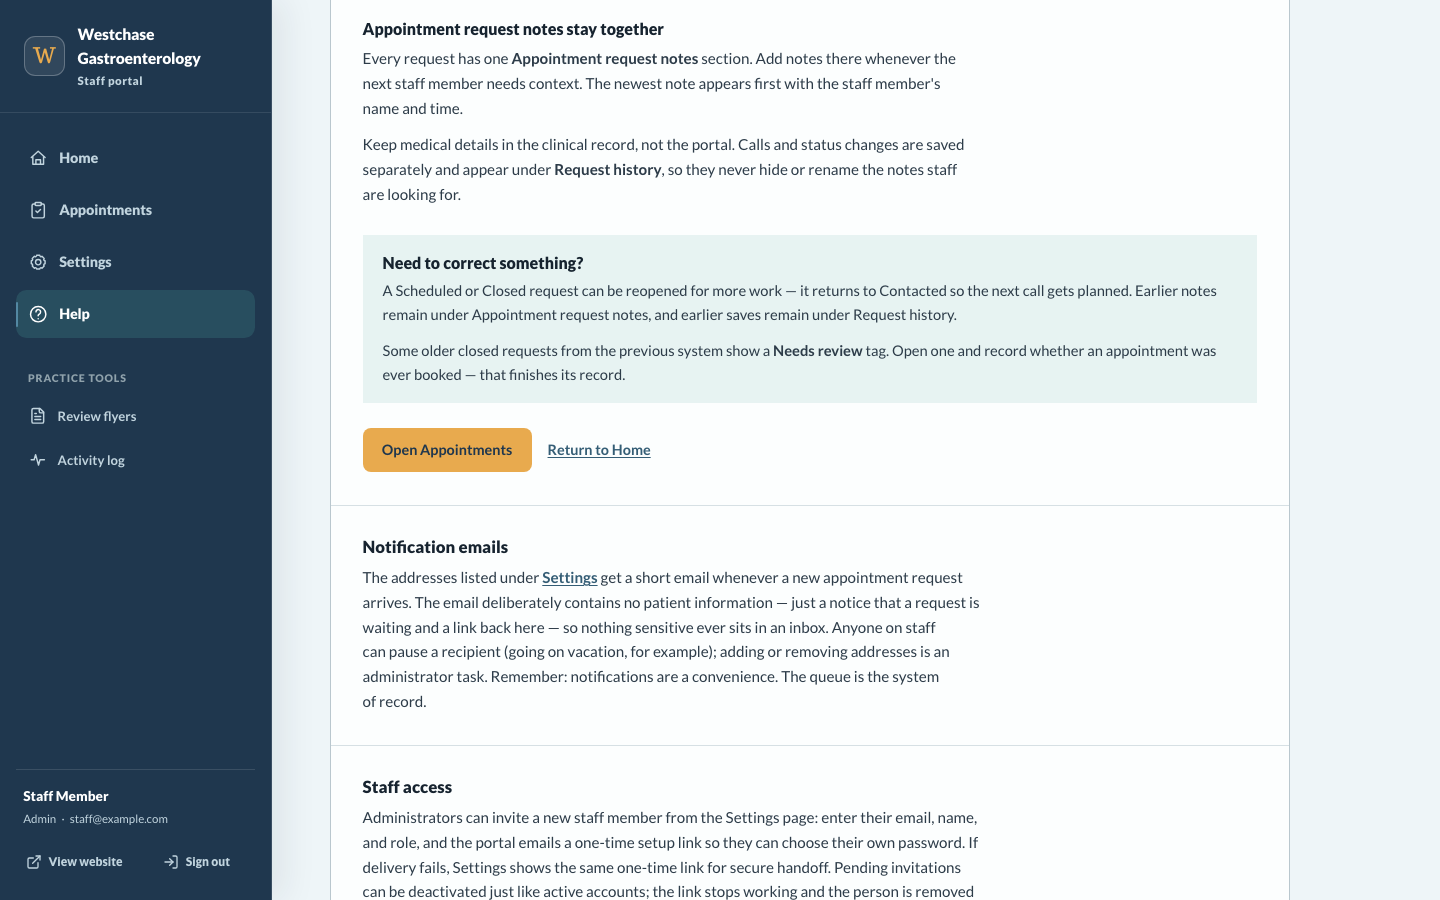 W
Westchase
Gastroenterology
Staff portal
Home
Appointments
Settings
Help
PRACTICE TOOLS
Review flyers
Activity log
Staff Member
Admin · staff@example.com
View website
Sign out
Appointment request notes stay together
Every request has one Appointment request notes section. Add notes there whenever the
next staff member needs context. The newest note appears first with the staff member's
name and time.
Keep medical details in the clinical record, not the portal. Calls and status changes are saved
separately and appear under Request history, so they never hide or rename the notes staff
are looking for.
Need to correct something?
A Scheduled or Closed request can be reopened for more work — it returns to Contacted so the next call gets planned. Earlier notes
remain under Appointment request notes, and earlier saves remain under Request history.
Some older closed requests from the previous system show a Needs review tag. Open one and record whether an appointment was
ever booked — that finishes its record.
Open Appointments
Return to Home
Notification emails
The addresses listed under Settings get a short email whenever a new appointment request
arrives. The email deliberately contains no patient information — just a notice that a request is
waiting and a link back here — so nothing sensitive ever sits in an inbox. Anyone on staff
can pause a recipient (going on vacation, for example); adding or removing addresses is an
administrator task. Remember: notifications are a convenience. The queue is the system
of record.
Staff access
Administrators can invite a new staff member from the Settings page: enter their email, name,
and role, and the portal emails a one-time setup link so they can choose their own password. If
delivery fails, Settings shows the same one-time link for secure handoff. Pending invitations
can be deactivated just like active accounts; the link stops working and the person is removed